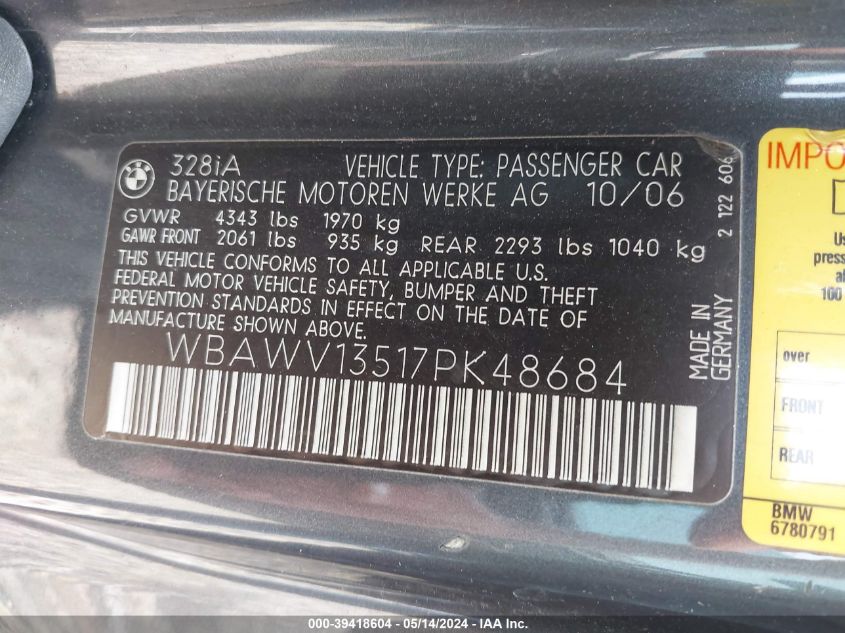 328iA VEHICLE TYPE: PASSENGER CAR
BAYERISCHE MOTOREN WERKE AG 10/06
GVWR 4343 lbs 1970 kg
GAWR FRONT 2061 lbs 935 kg REAR 2293 lbs 1040 kg
THIS VEHICLE CONFORMS TO ALL APPLICABLE U.S.
FEDERAL MOTOR VEHICLE SAFETY, BUMPER AND THEFT
PREVENTION STANDARDS IN EFFECT ON THE DATE OF
MANUFACTURE SHOWN ABOVE.
WBAWV13517PK48684
2 122 606
MADE IN
GERMANY
IMPO
Us
press
100
over
FRONT
REAR
BMW
6780791
000-39418604 - 05/14/2024 - IAA Inc.